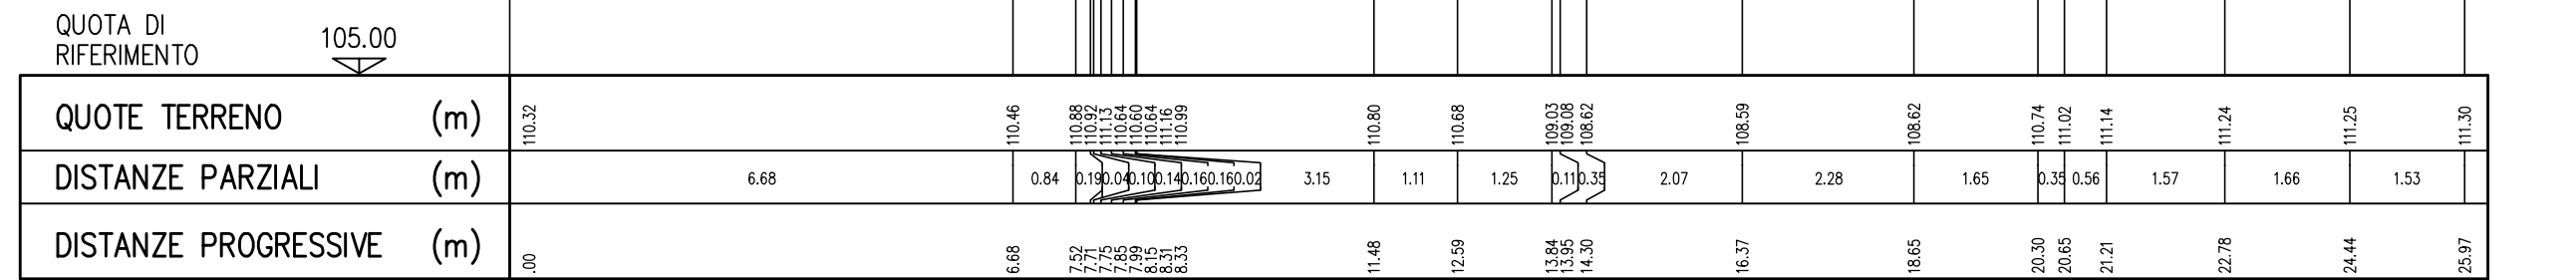 QUOTA DI
RIFERIMENTO
105.00
QUOTE TERRENO (m) 110.32 110.46 110.88 110.92 111.13 110.64 110.60 110.64 111.16 110.99 110.80 110.68 109.03 109.08 108.62 108.59 108.62 110.74 111.02 111.14 111.24 111.25 111.30
DISTANZE PARZIALI (m) 6.68 0.84 0.19 0.04 0.10 0.14 0.16 0.16 0.02 3.15 1.11 1.25 0.11 0.35 2.07 2.28 1.65 0.35 0.56 1.57 1.66 1.53
DISTANZE PROGRESSIVE (m) .00 6.68 7.52 7.71 7.75 7.85 7.99 8.15 8.31 8.33 11.48 12.59 13.84 13.95 14.30 16.37 18.65 20.30 20.65 21.21 22.78 24.44 25.97